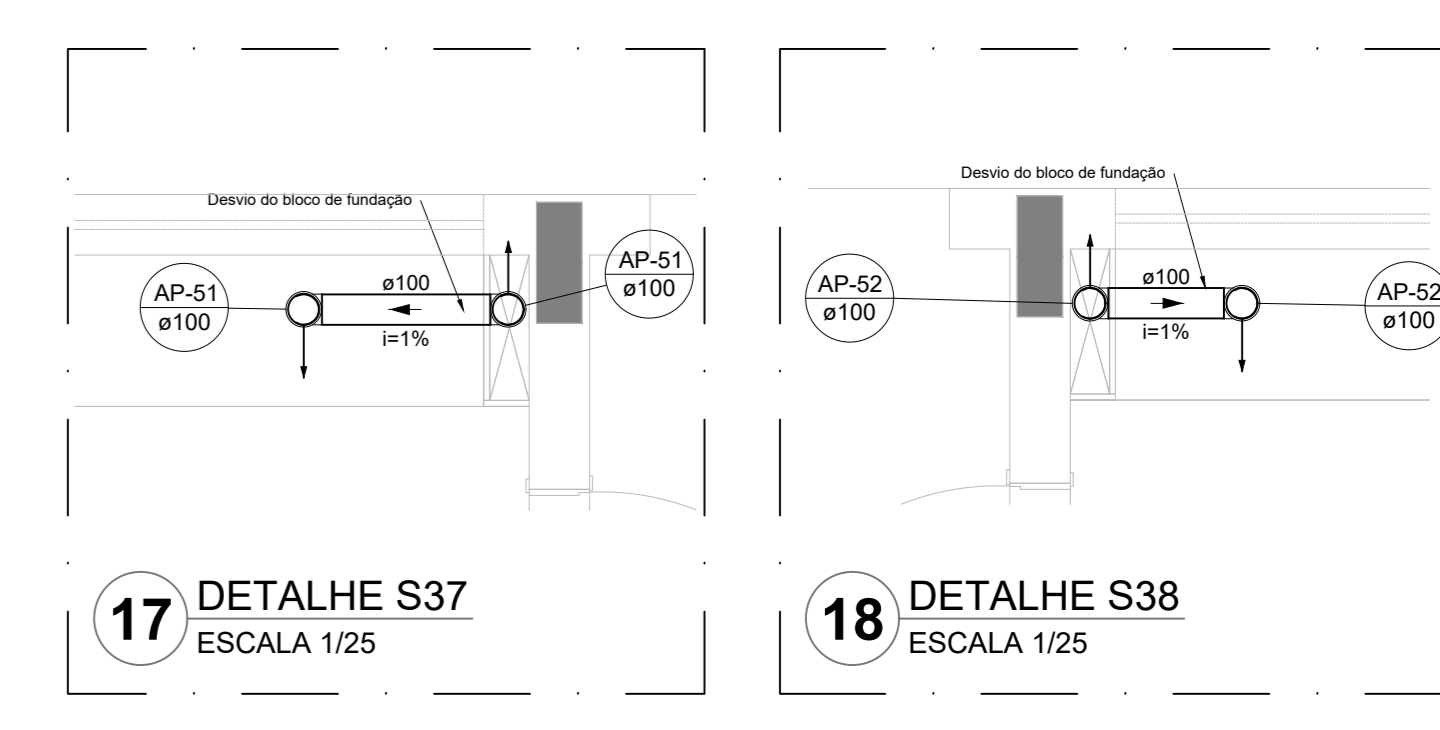 Desvio do bloco de fundação
AP-51
ø100
ø100
i=1%
AP-51
ø100
17
DETALHE S37
ESCALA 1/25
Desvio do bloco de fundação
AP-52
ø100
ø100
i=1%
AP-52
ø100
18
DETALHE S38
ESCALA 1/25